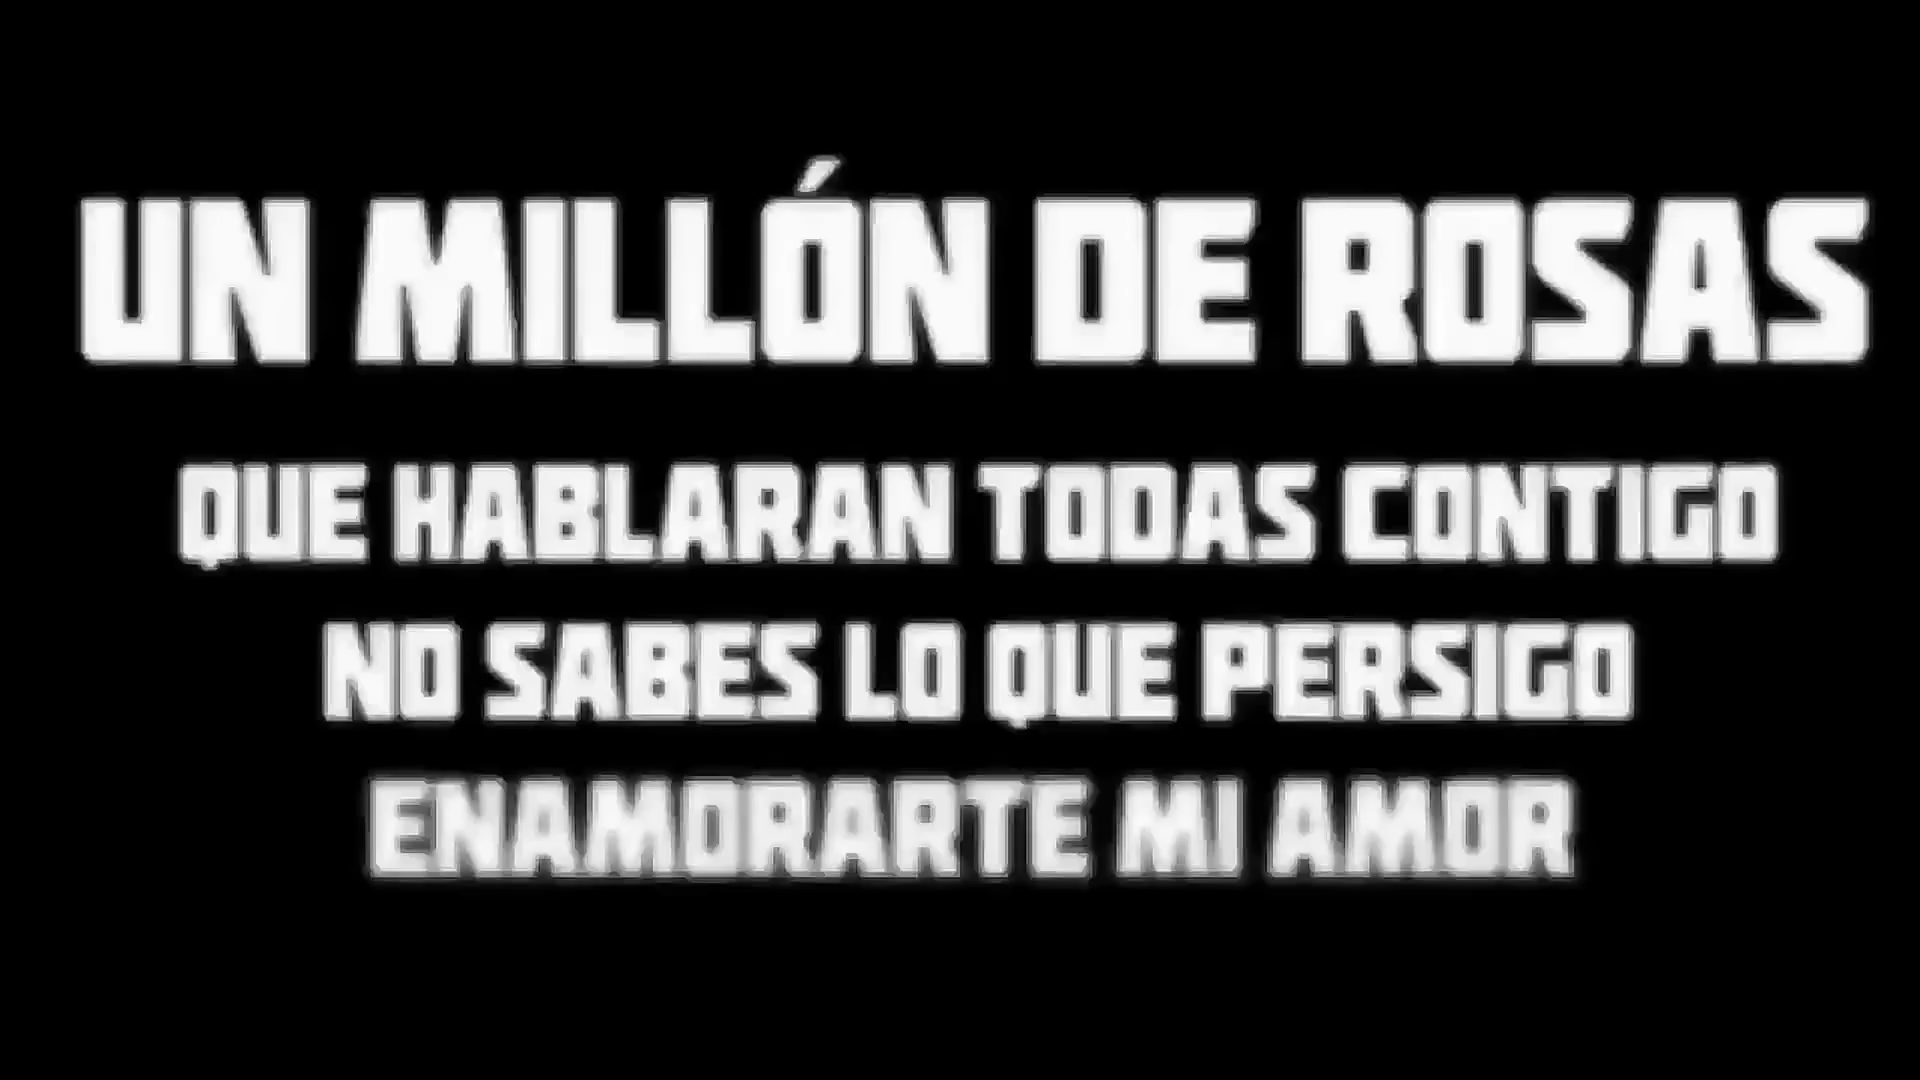 UN MILLÓN DE ROSAS
QUE HABLARAN TODAS CONTIGO
NO SABES LO QUE PERSIGO
ENAMORARTE MI AMOR